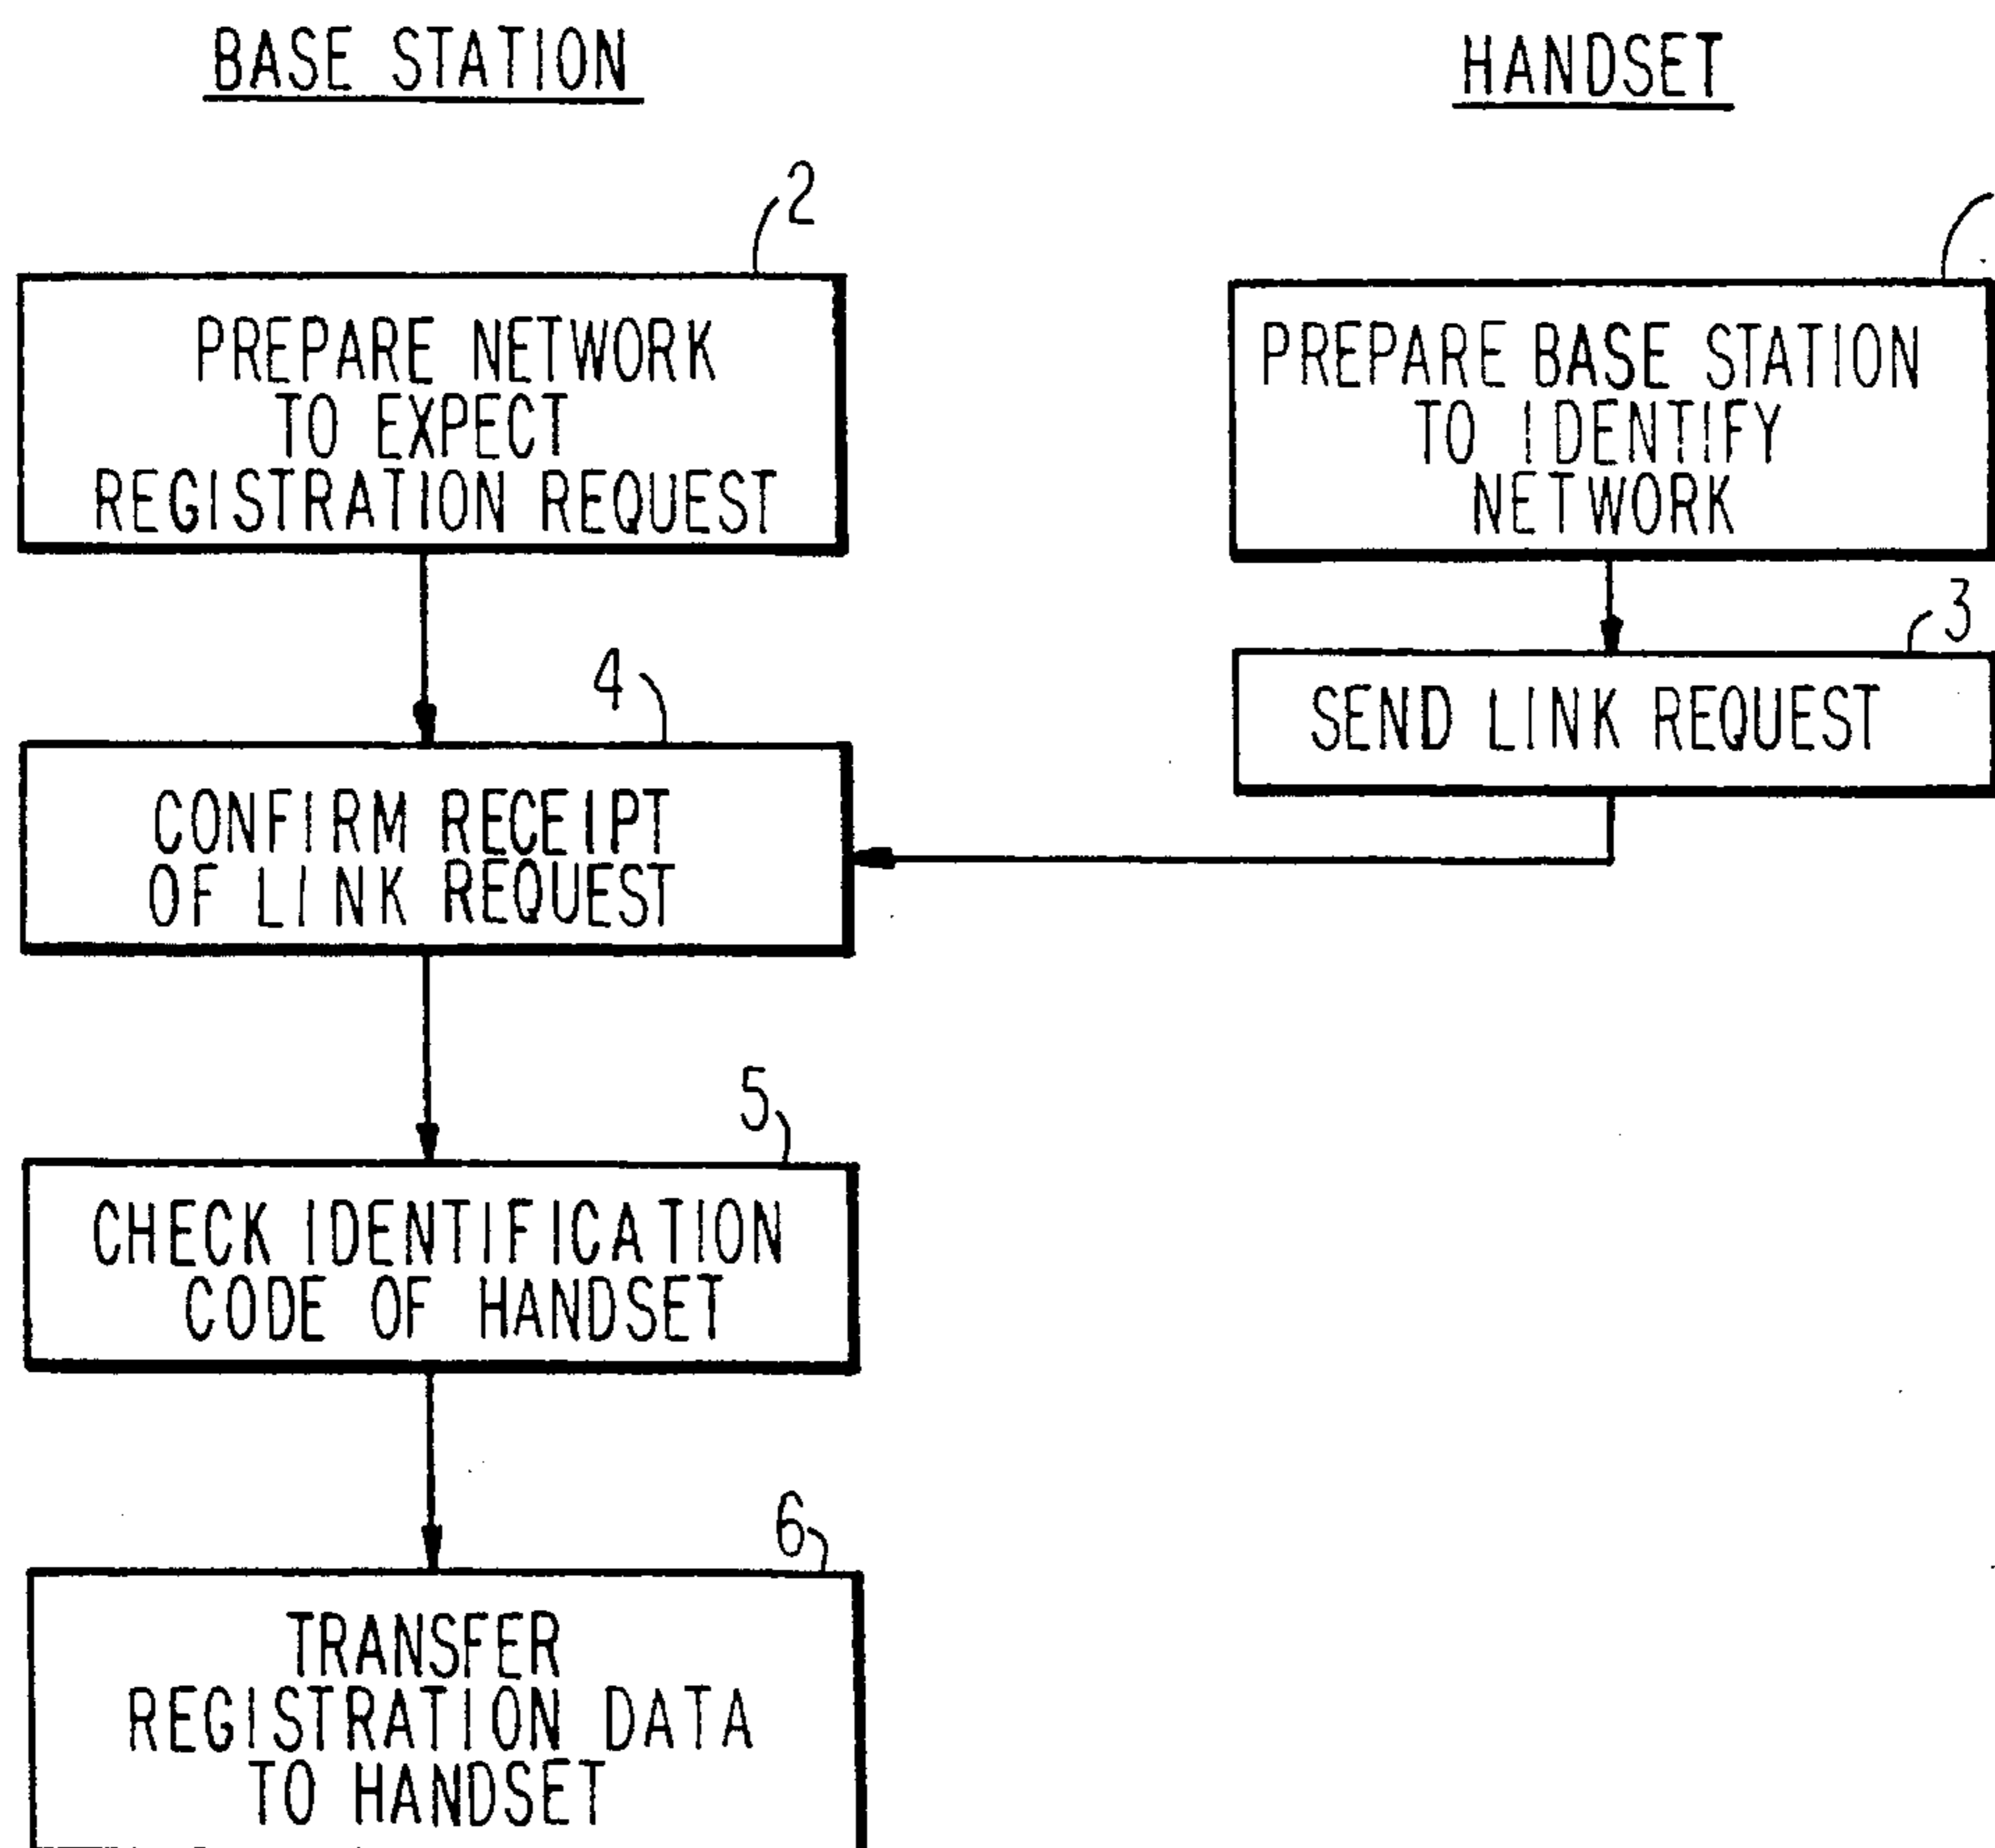 BASE STATION
HANDSET
2
PREPARE NETWORK
TO EXPECT
REGISTRATION REQUEST
PREPARE BASE STATION
TO IDENTIFY
NETWORK
3
SEND LINK REQUEST
4
CONFIRM RECEIPT
OF LINK REQUEST
5
CHECK IDENTIFICATION
CODE OF HANDSET
6
TRANSFER
REGISTRATION DATA
TO HANDSET